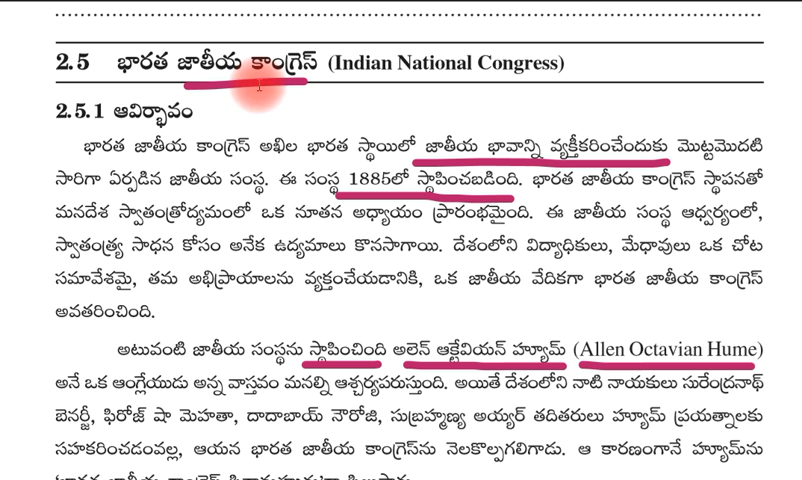 2.5 భారత జాతీయ కాంగ్రెస్ (Indian National Congress)
2.5.1 ఆవిర్భావం
భారత జాతీయ కాంగ్రెస్ అఖిల భారత స్థాయిలో జాతీయ భావాన్ని వ్యక్తీకరించేందుకు మొట్టమొదటి
సారిగా ఏర్పడిన జాతీయ సంస్థ. ఈ సంస్థ 1885లో స్థాపించబడింది. భారత జాతీయ కాంగ్రెస్ స్థాపనతో
మనదేశ స్వాతంత్రోద్యమంలో ఒక నూతన అధ్యాయం ప్రారంభమైంది. ఈ జాతీయ సంస్థ ఆధ్వర్యంలో,
స్వాతంత్ర్య సాధన కోసం అనేక ఉద్యమాలు కొనసాగాయి. దేశంలోని విద్యాధికులు, మేధావులు ఒక చోట
సమావేశమై, తమ అభిప్రాయాలను వ్యక్తంచేయడానికి, ఒక జాతీయ వేదికగా భారత జాతీయ కాంగ్రెస్
అవతరించింది.
అటువంటి జాతీయ సంస్థను స్థాపించింది అలెన్ ఆక్టేవియన్ హ్యూమ్ (Allen Octavian Hume)
అనే ఒక ఆంగ్లేయుడు అన్న వాస్తవం మనల్ని ఆశ్చర్యపరుస్తుంది. అయితే దేశంలోని నాటి నాయకులు సురేంద్రనాథ్
బెనర్జీ, ఫిరోజ్ షా మెహతా, దాదాబాయ్ నౌరోజి, సుబ్రహ్మణ్య అయ్యర్ తదితరులు హ్యూమ్ ప్రయత్నాలకు
సహకరించడంవల్ల, ఆయన భారత జాతీయ కాంగ్రెస్‌ను నెలకొల్పగలిగాడు. ఆ కారణంగానే హ్యూమ్‌ను